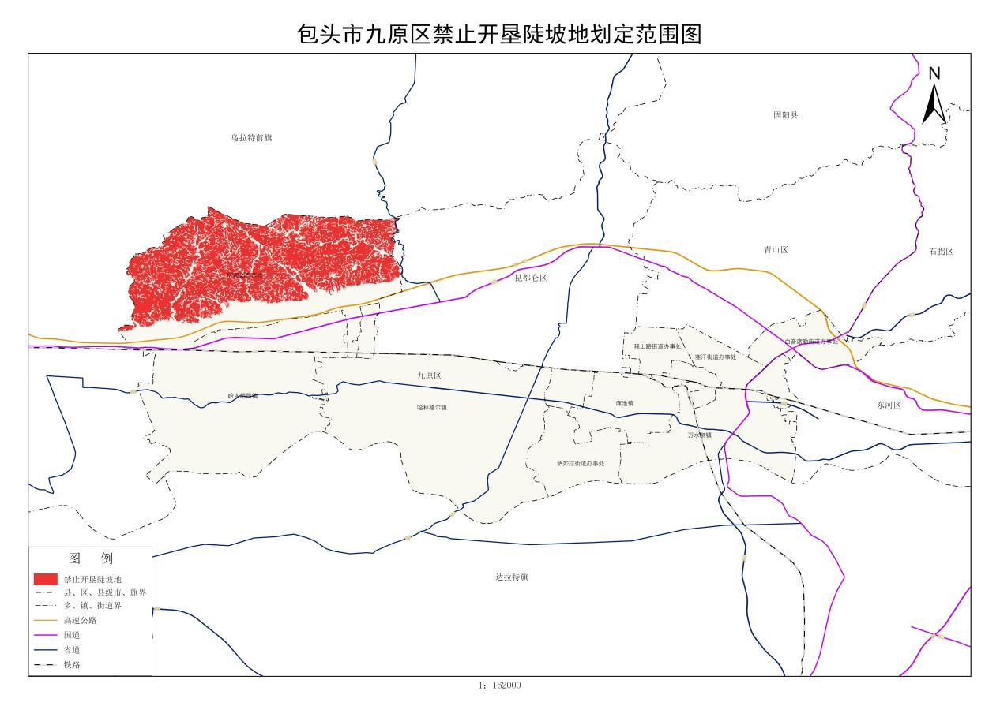 包头市九原区禁止开垦陡坡地划定范围图
N
固阳县
乌拉特前旗
青山区
石拐区
昆都仑区
白音席勒街道办事处
稀土路街道办事处
赛汗街道办事处
九原区
哈林格尔镇
麻池镇
东河区
万水泉镇
萨如拉街道办事处
达拉特旗
图 例
禁止开垦陡坡地
县、区、县级市、旗界
乡、镇、街道界
高速公路
国道
省道
铁路
1：162000